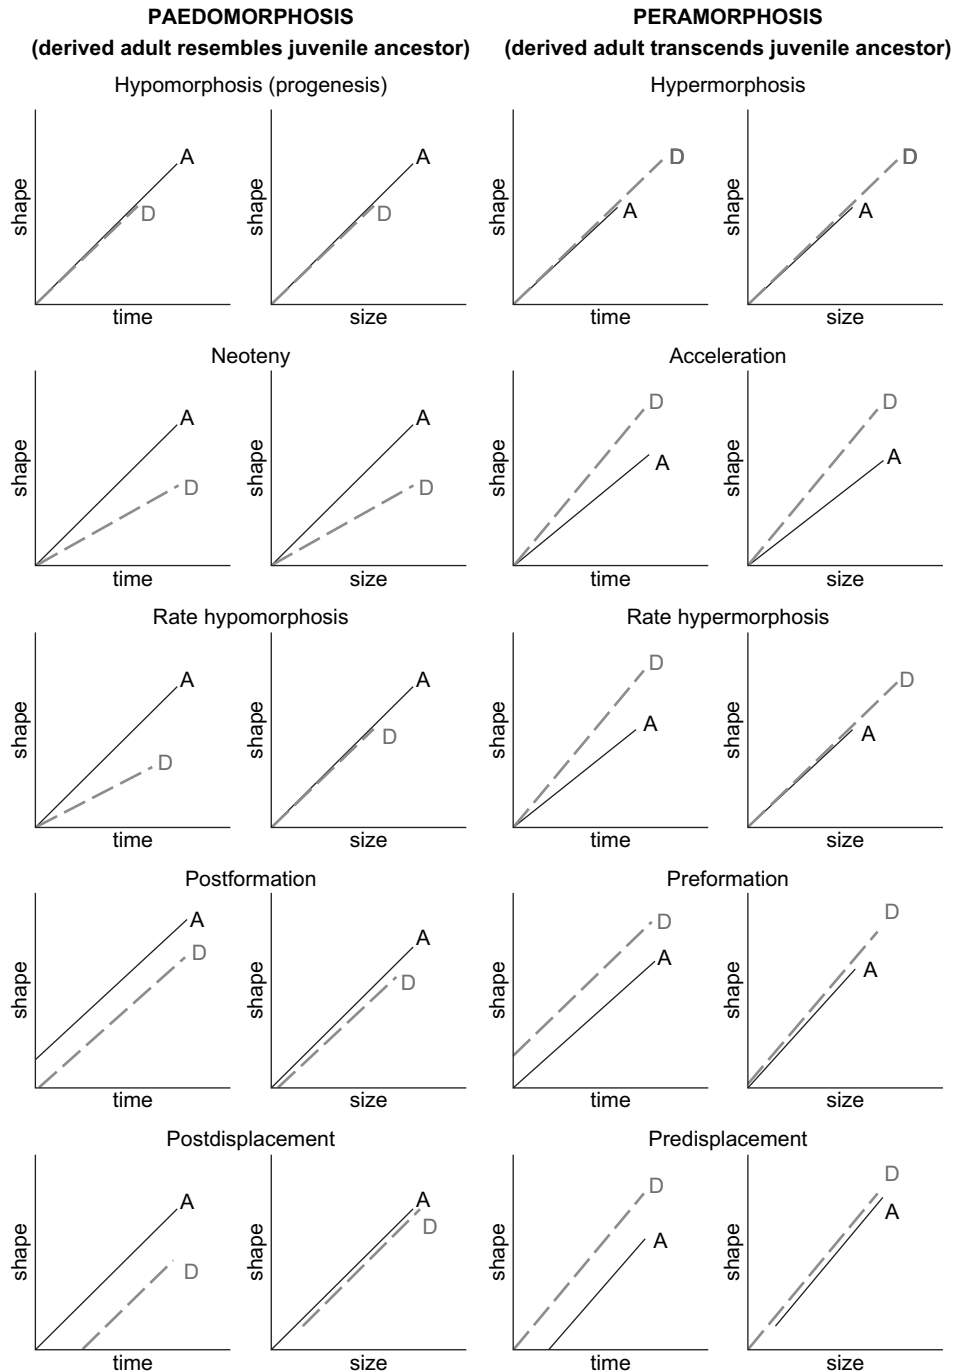 PAEDOMORPHOSIS
(derived adult resembles juvenile ancestor)
PERAMORPHOSIS
(derived adult transcends juvenile ancestor)
Hypomorphosis (progenesis)
Hypermorphosis
shape
A
D
time
shape
A
D
size
shape
D
A
time
shape
D
A
size
Neoteny
Acceleration
shape
A
D
time
shape
A
D
size
shape
D
A
time
shape
D
A
size
Rate hypomorphosis
Rate hypermorphosis
shape
A
D
time
shape
A
D
size
shape
D
A
time
shape
D
A
size
Postformation
Preformation
shape
A
D
time
shape
A
D
size
shape
D
A
time
shape
D
A
size
Postdisplacement
Predisplacement
shape
A
D
time
shape
A
D
size
shape
D
A
time
shape
D
A
size